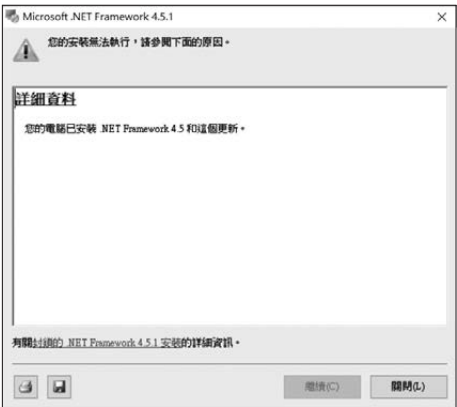 Microsoft .NET Framework 4.5.1
您的安裝無法執行，請參閱下面的原因。
詳細資料
您的電腦已安裝 .NET Framework 4.5 和這個更新。
有關封鎖的 .NET Framework 4.5.1 安裝的詳細資訊。
繼續(C)
關閉(L)